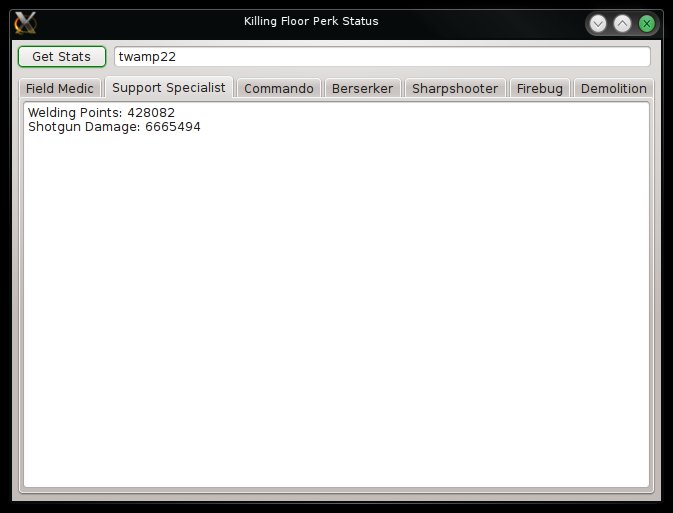 Killing Floor Perk Status
Get Stats twamp22
Field Medic Support Specialist Commando Berserker Sharpshooter Firebug Demolition
Welding Points: 428082
Shotgun Damage: 6665494